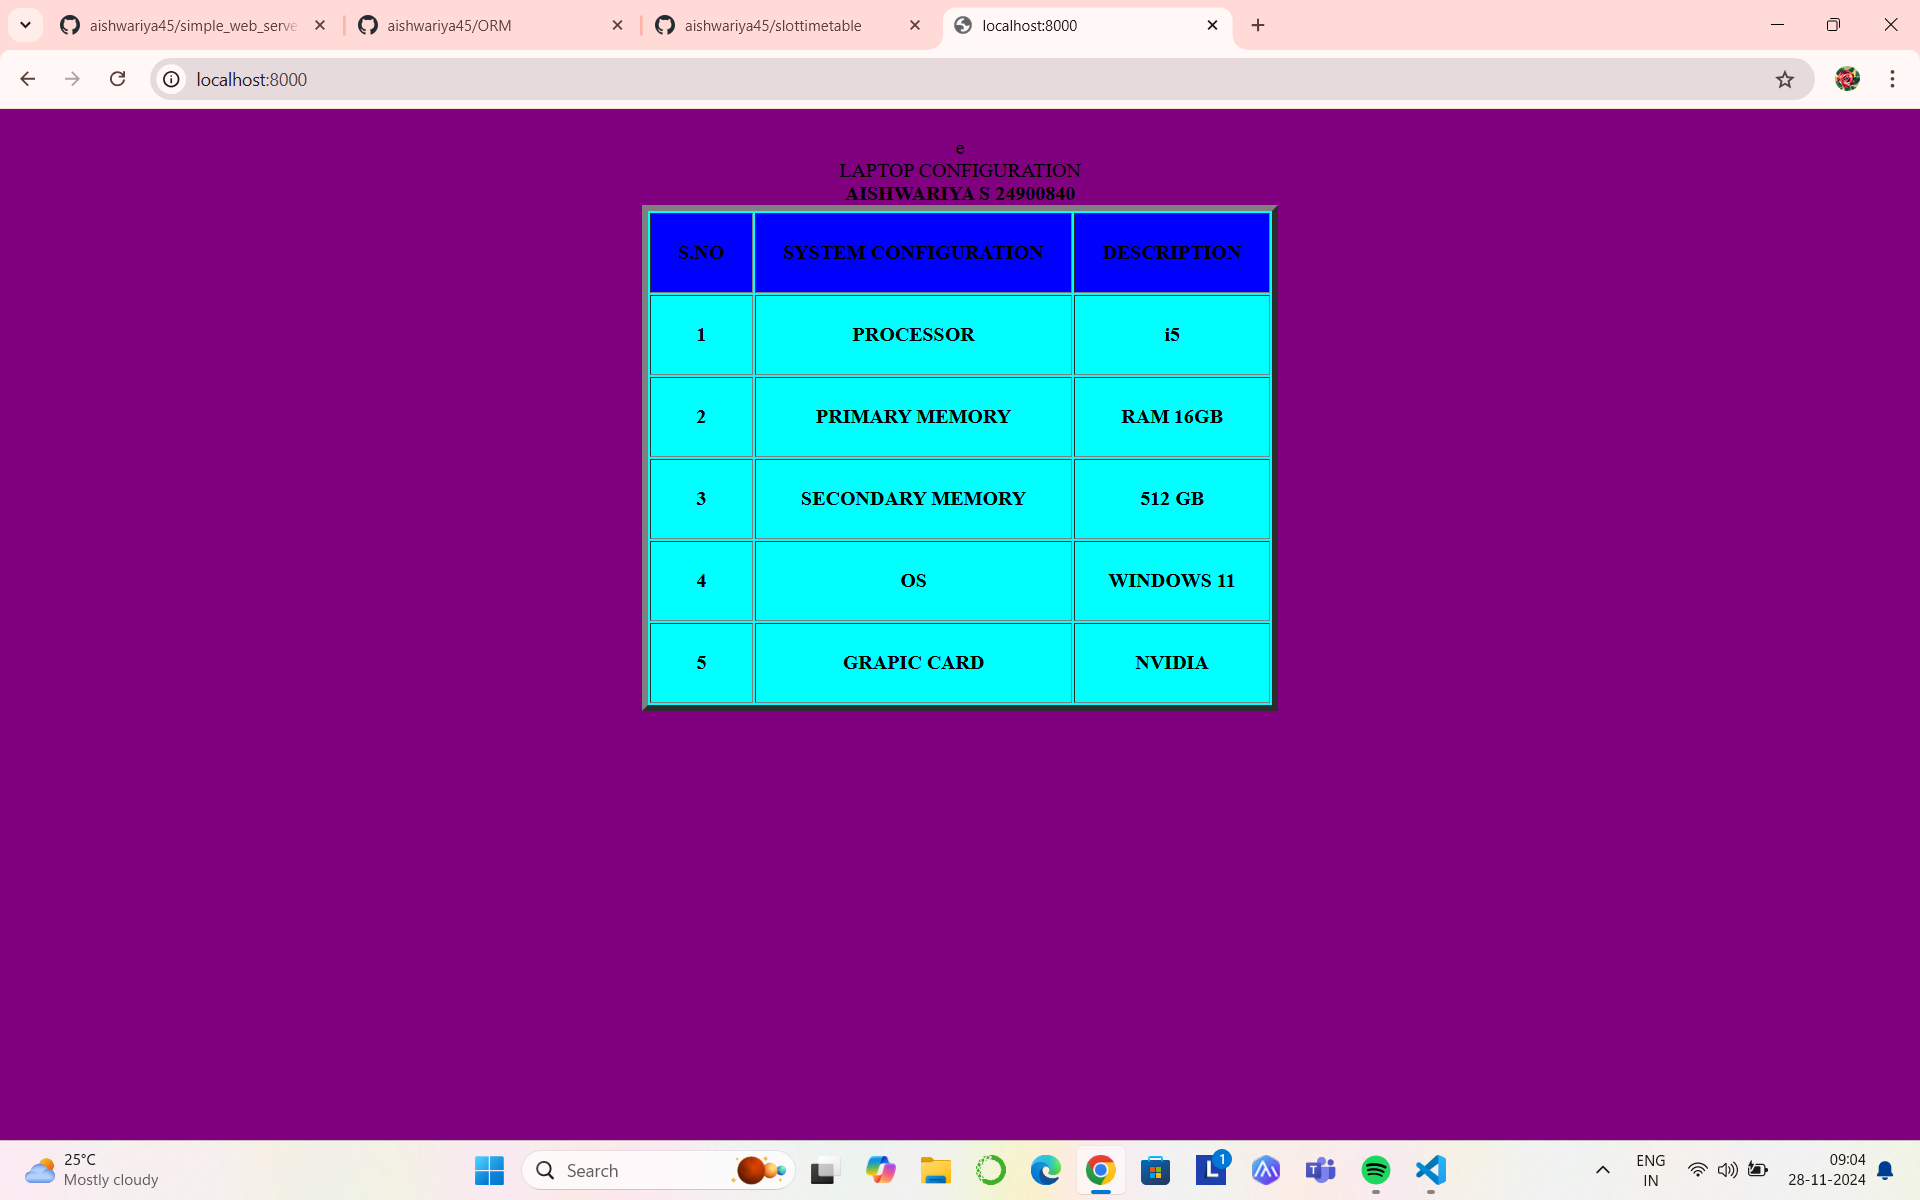 aishwariya45/simple_web_serve
aishwariya45/ORM
aishwariya45/slottimetable
localhost:8000
localhost:8000
e
LAPTOP CONFIGURATION
AISHWARIYA S 24900840
S.NO SYSTEM CONFIGURATION DESCRIPTION
1 PROCESSOR i5
2 PRIMARY MEMORY RAM 16GB
3 SECONDARY MEMORY 512 GB
4 OS WINDOWS 11
5 GRAPIC CARD NVIDIA
25°C
Mostly cloudy
Search
1
ENG
IN
09:04
28-11-2024